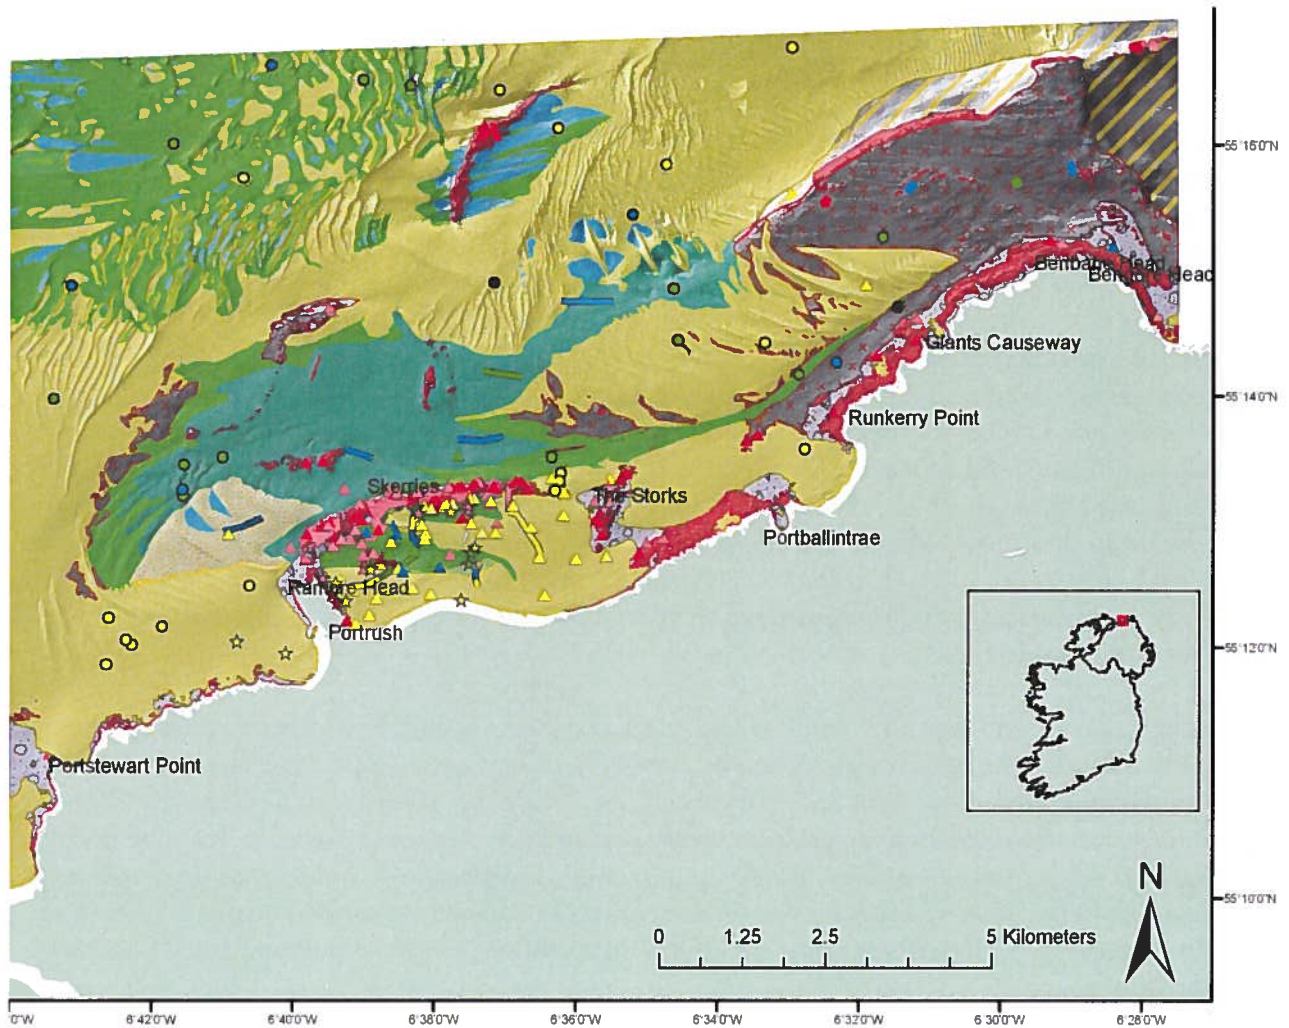 55°15'0"N
Benbane Head
Head
Giants Causeway
55°14'0"N
Runkerry Point
Skerries
The Storks
Portballintrae
Ramore Head
Portrush
55°12'0"N
Portstewart Point
N
0 1.25 2.5 5 Kilometers
55°10'0"N
'0"W 6°42'0"W 6°40'0"W 6°38'0"W 6°36'0"W 6°34'0"W 6°32'0"W 6°30'0"W 6°28'0"W